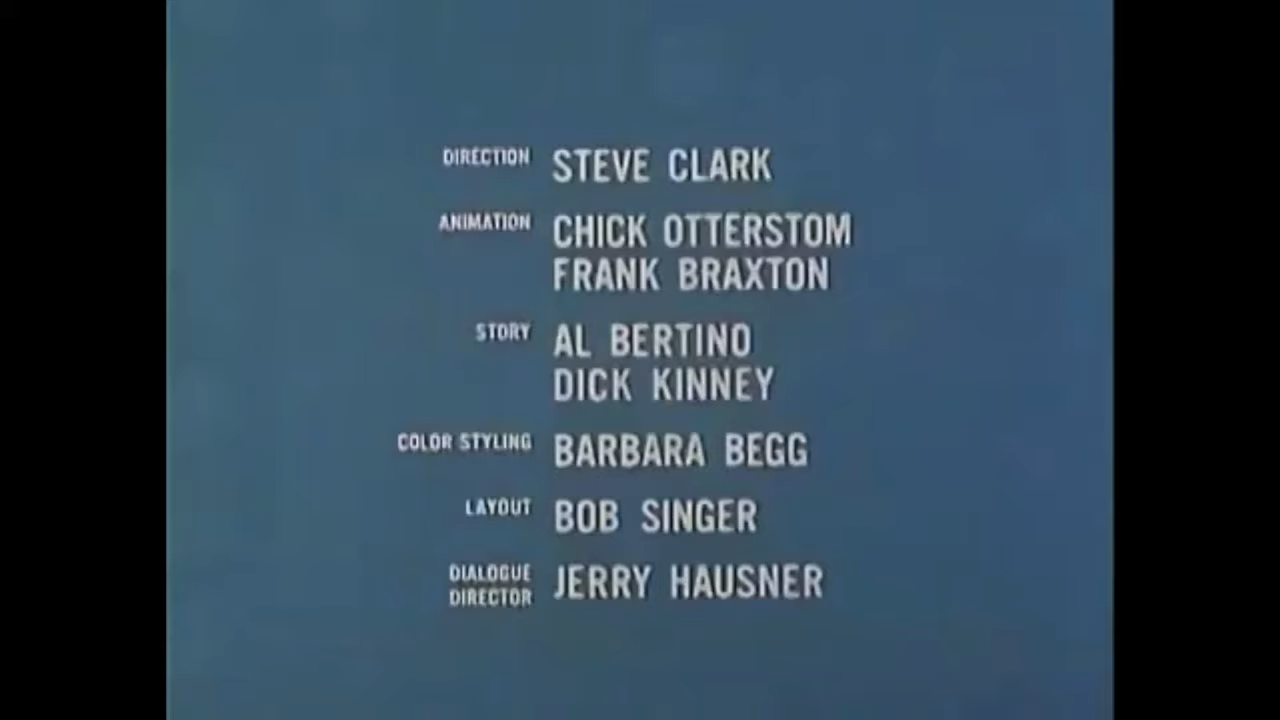 DIRECTION STEVE CLARK
ANIMATION CHICK OTTERSTOM
FRANK BRAXTON
STORY AL BERTINO
DICK KINNEY
COLOR STYLING BARBARA BEGG
LAYOUT BOB SINGER
DIALOGUE DIRECTOR JERRY HAUSNER